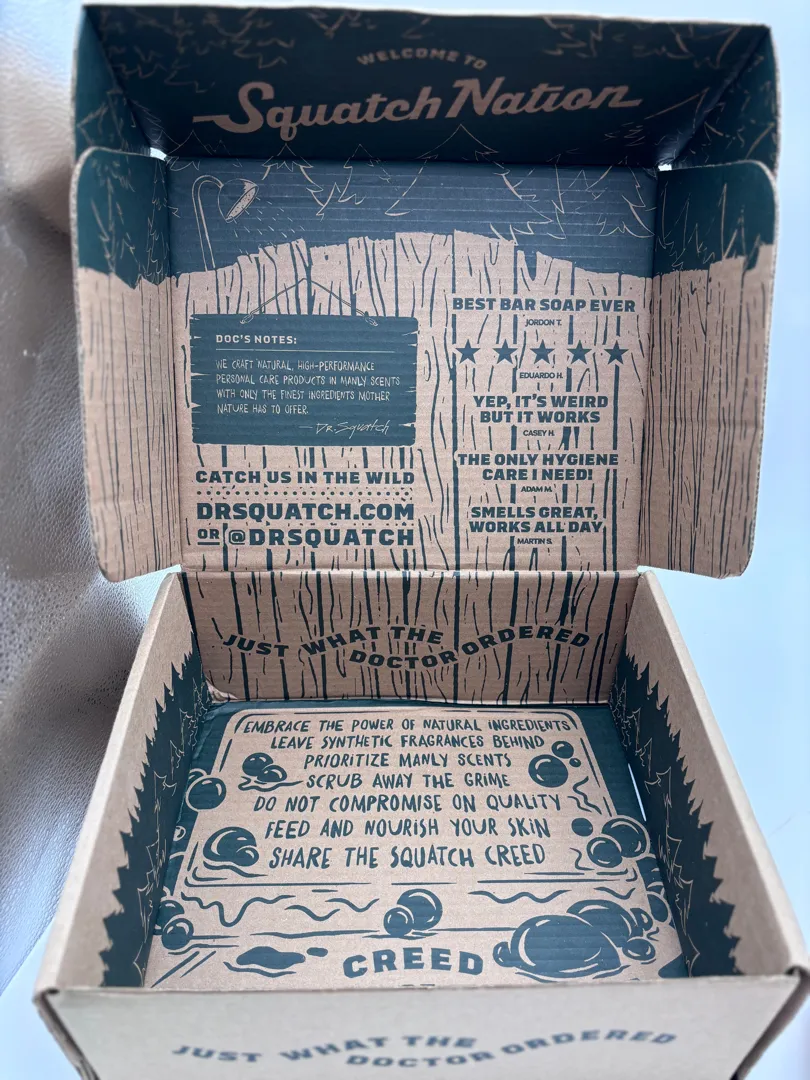 WELCOME TO
Squatch Nation
DOC'S NOTES:
WE CRAFT NATURAL, HIGH-PERFORMANCE
PERSONAL CARE PRODUCTS IN MANLY SCENTS
WITH ONLY THE FINEST INGREDIENTS MOTHER
NATURE HAS TO OFFER.
— Dr. Squatch
CATCH US IN THE WILD
DRSQUATCH.COM
OR @DRSQUATCH
BEST BAR SOAP EVER
JORDON T.
EDUARDO H.
YEP, IT'S WEIRD
BUT IT WORKS
CASEY H.
THE ONLY HYGIENE
CARE I NEED!
ADAM M.
SMELLS GREAT,
WORKS ALL DAY
MARTIN S.
JUST WHAT THE
DOCTOR ORDERED
EMBRACE THE POWER OF NATURAL INGREDIENTS
LEAVE SYNTHETIC FRAGRANCES BEHIND
PRIORITIZE MANLY SCENTS
SCRUB AWAY THE GRIME
DO NOT COMPROMISE ON QUALITY
FEED AND NOURISH YOUR SKIN
SHARE THE SQUATCH CREED
CREED
JUST WHAT THE
DOCTOR ORDERED